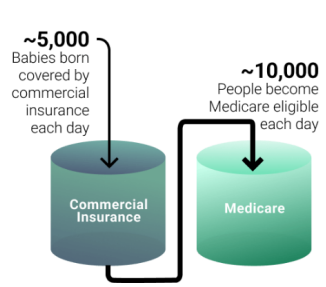 ~5,000
Babies born
covered by
commercial
insurance
each day
~10,000
People become
Medicare eligible
each day
Commercial
Insurance
Medicare